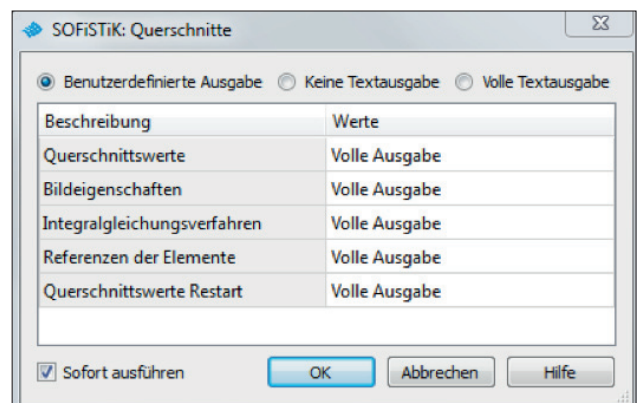 SOFiSTiK: Querschnitte
Benutzerdefinierte Ausgabe Keine Textausgabe Volle Textausgabe
Beschreibung Werte
Querschnittswerte Volle Ausgabe
Bildeigenschaften Volle Ausgabe
Integralgleichungsverfahren Volle Ausgabe
Referenzen der Elemente Volle Ausgabe
Querschnittswerte Restart Volle Ausgabe
Sofort ausführen OK Abbrechen Hilfe